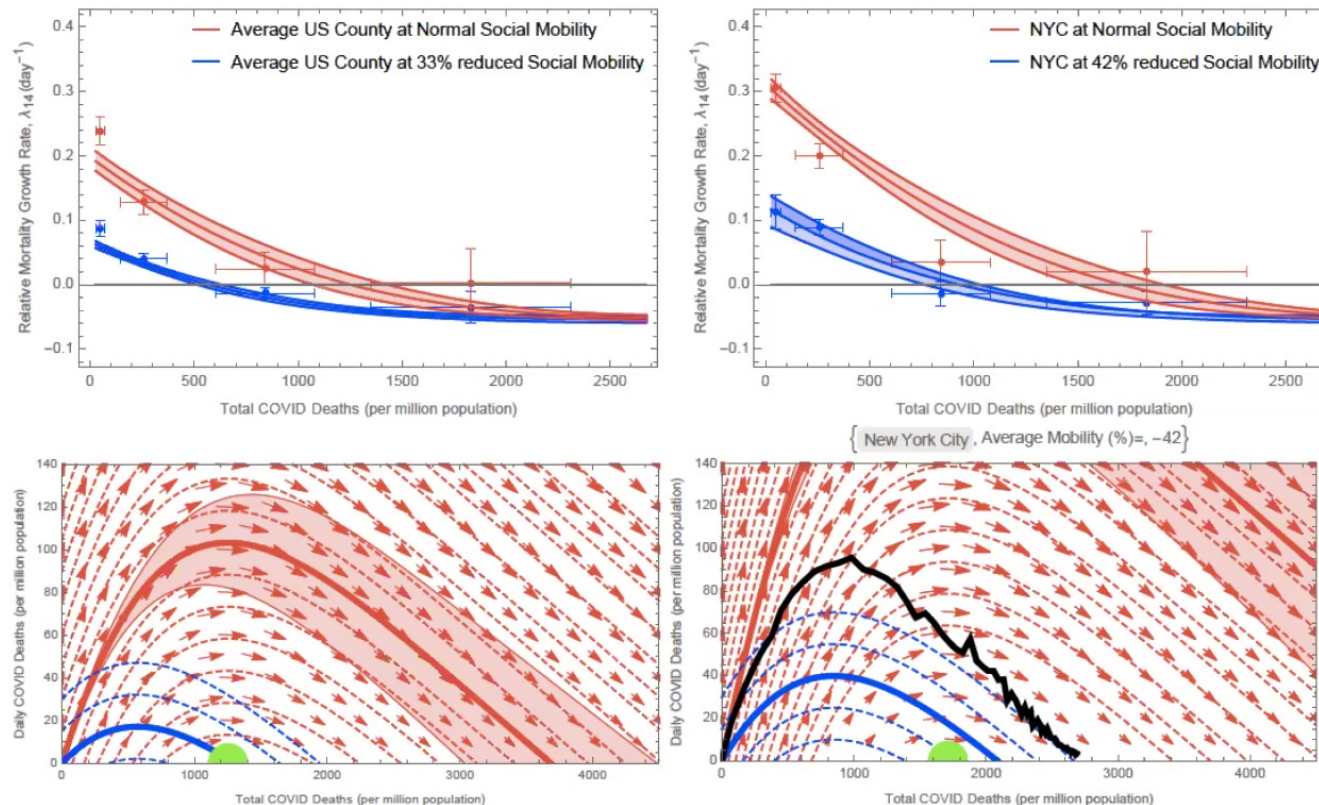 Average US County at Normal Social Mobility
Average US County at 33% reduced Social Mobility
Relative Mortality Growth Rate, λ14(day⁻¹)
0.4
0.3
0.2
0.1
0.0
−0.1
0 500 1000 1500 2000 2500
Total COVID Deaths (per million population)
NYC at Normal Social Mobility
NYC at 42% reduced Social Mobility
Relative Mortality Growth Rate, λ14(day⁻¹)
0.4
0.3
0.2
0.1
0.0
−0.1
0 500 1000 1500 2000 2500
Total COVID Deaths (per million population)
Daily COVID Deaths (per million population)
140
120
100
80
60
40
20
0
0 1000 2000 3000 4000
Total COVID Deaths (per million population)
{ New York City , Average Mobility (%)=, −42}
Daily COVID Deaths (per million population)
140
120
100
80
60
40
20
0
0 1000 2000 3000 4000
Total COVID Deaths (per million population)